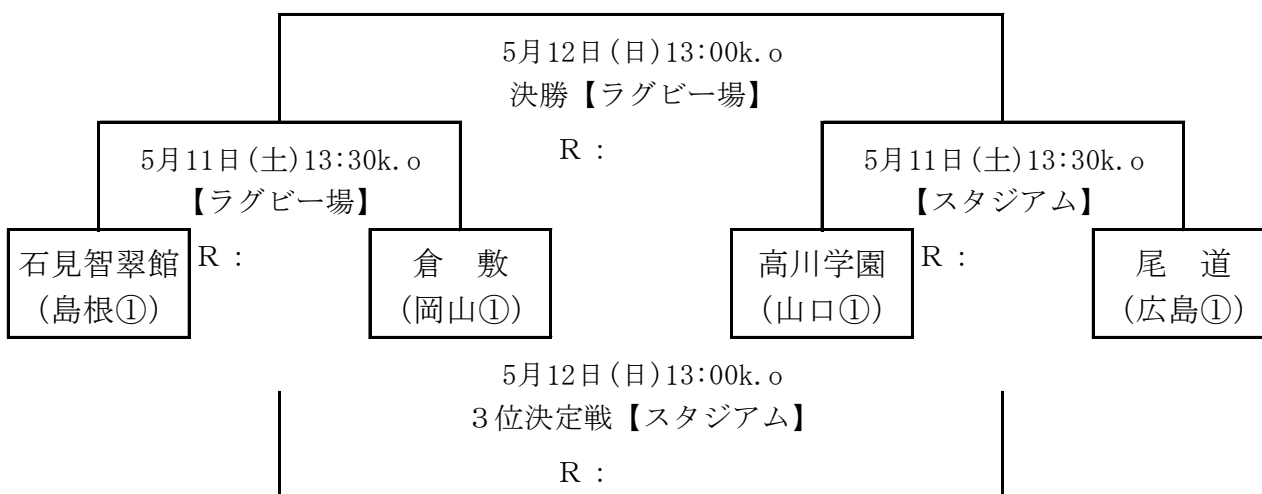 5月12日(日)13:00k.o
決勝【ラグビー場】
R：
5月11日(土)13:30k.o
【ラグビー場】
R：
5月11日(土)13:30k.o
【スタジアム】
R：
石見智翠館
(島根①)
倉　敷
(岡山①)
高川学園
(山口①)
尾　道
(広島①)
5月12日(日)13:00k.o
３位決定戦【スタジアム】
R：